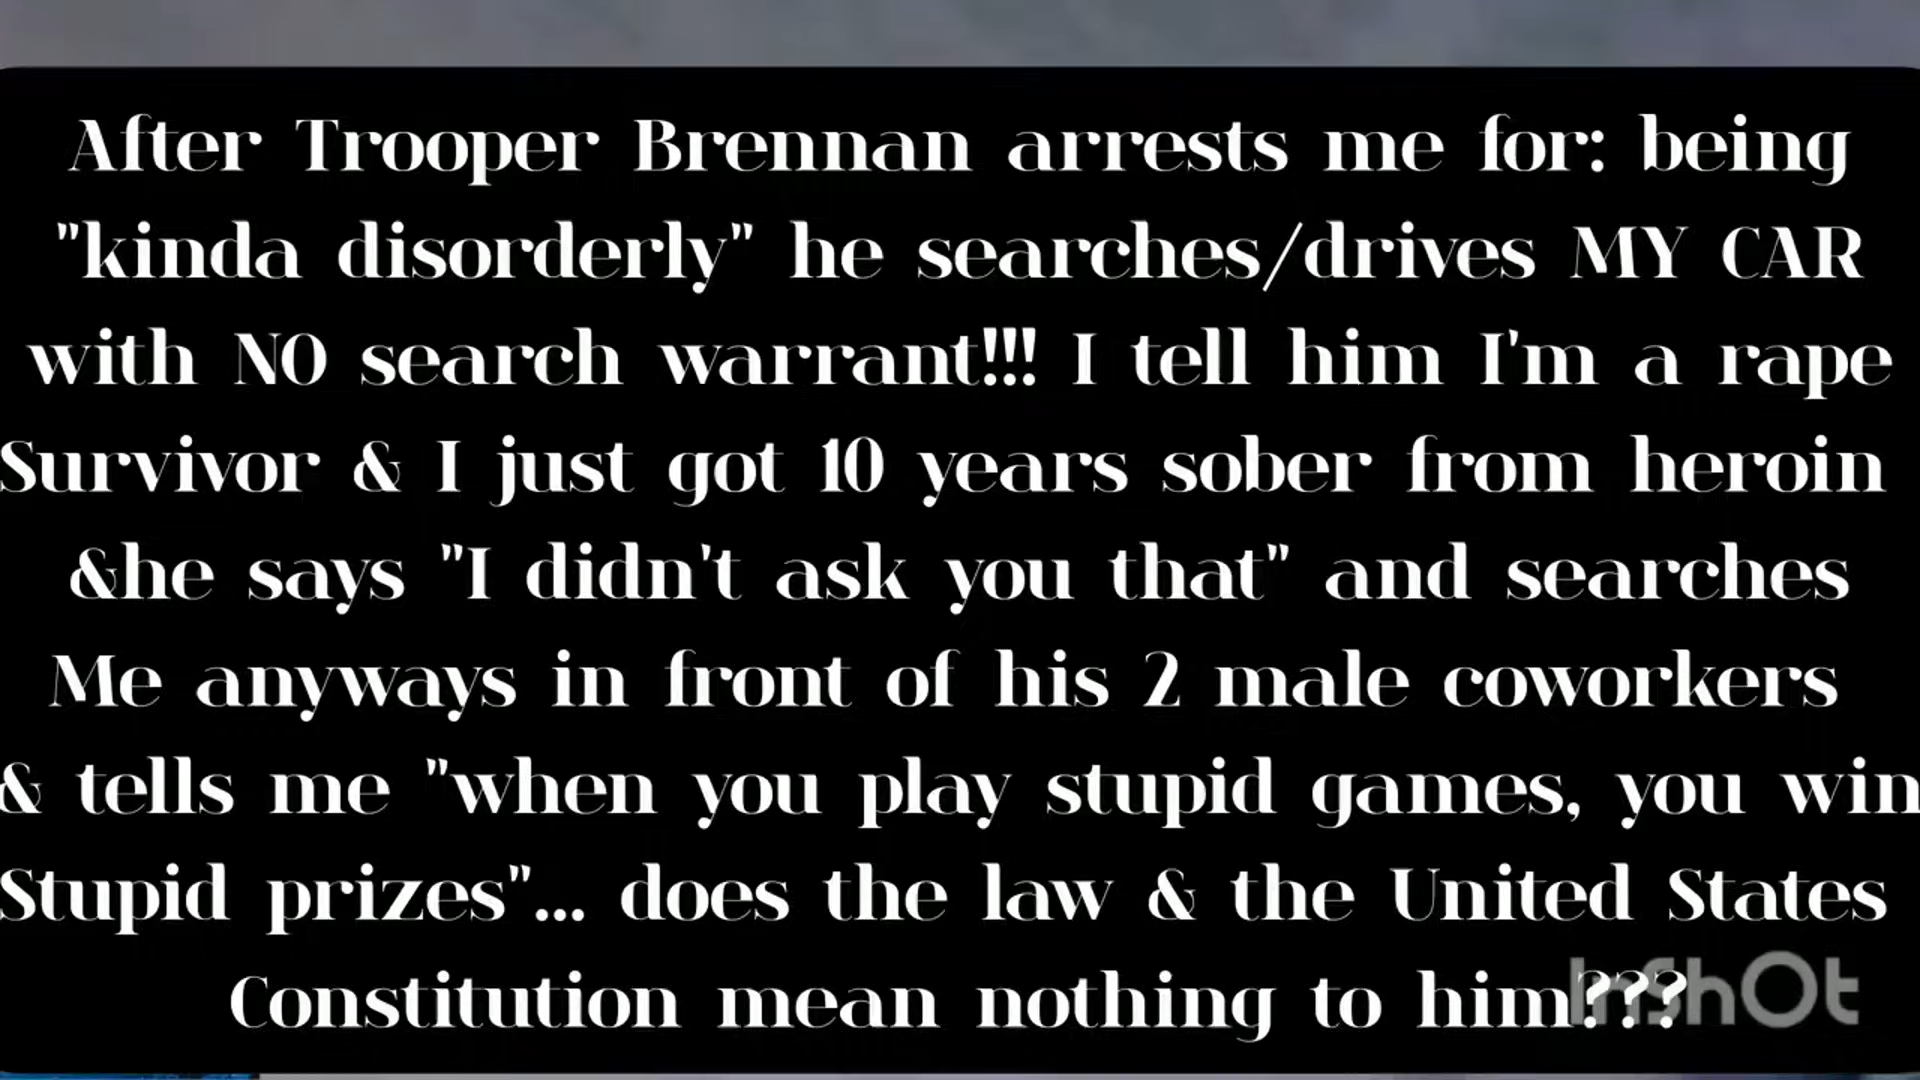 After Trooper Brennan arrests me for: being
"kinda disorderly" he searches/drives MY CAR
with NO search warrant!!! I tell him I'm a rape
Survivor & I just got 10 years sober from heroin
&he says "I didn't ask you that" and searches
Me anyways in front of his 2 male coworkers
& tells me "when you play stupid games, you win
Stupid prizes"... does the law & the United States
Constitution mean nothing to him???
InShOt